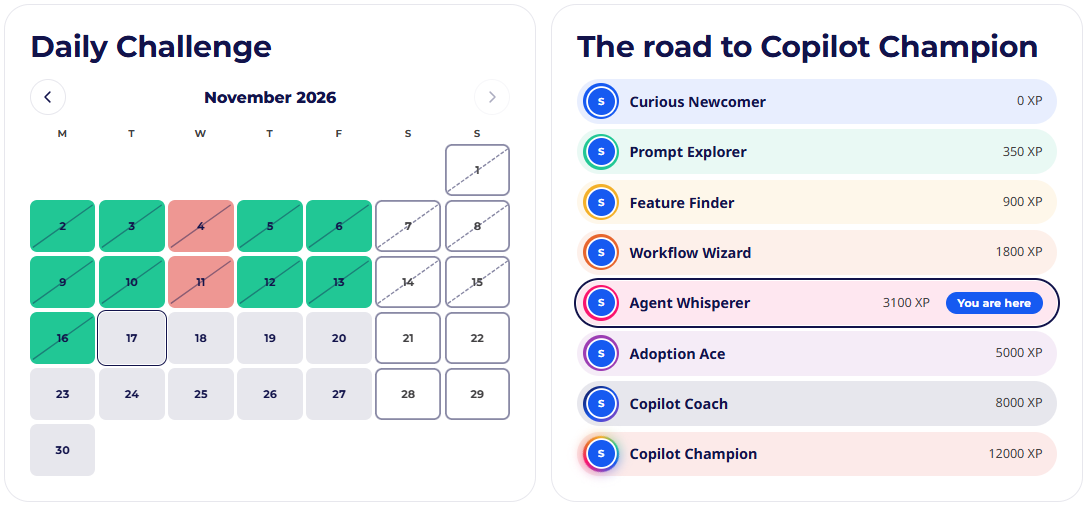 Daily Challenge
November 2026
M T W T F S S
1
2 3 4 5 6 7 8
9 10 11 12 13 14 15
16 17 18 19 20 21 22
23 24 25 26 27 28 29
30
The road to Copilot Champion
S Curious Newcomer 0 XP
S Prompt Explorer 350 XP
S Feature Finder 900 XP
S Workflow Wizard 1800 XP
S Agent Whisperer 3100 XP You are here
S Adoption Ace 5000 XP
S Copilot Coach 8000 XP
S Copilot Champion 12000 XP